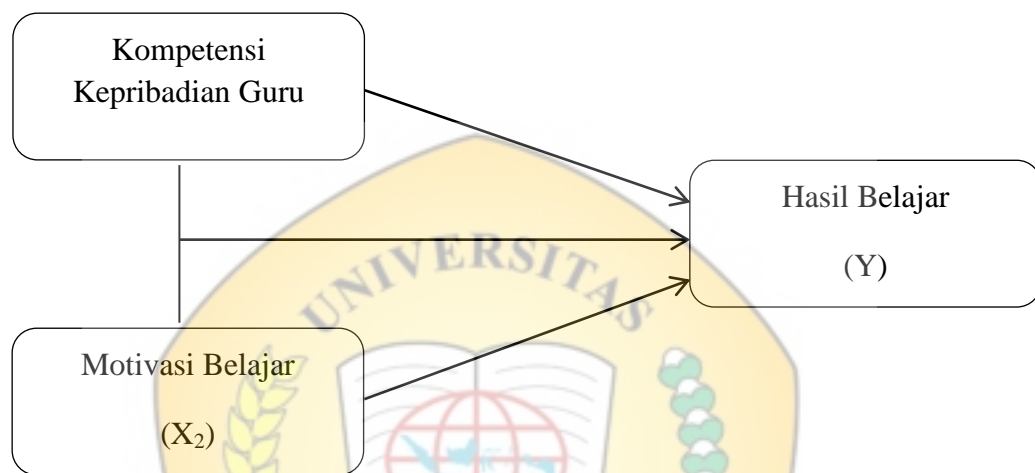 Kompetensi
Kepribadian Guru
Hasil Belajar
(Y)
UNIVERSITAS
Motivasi Belajar
(X₂)